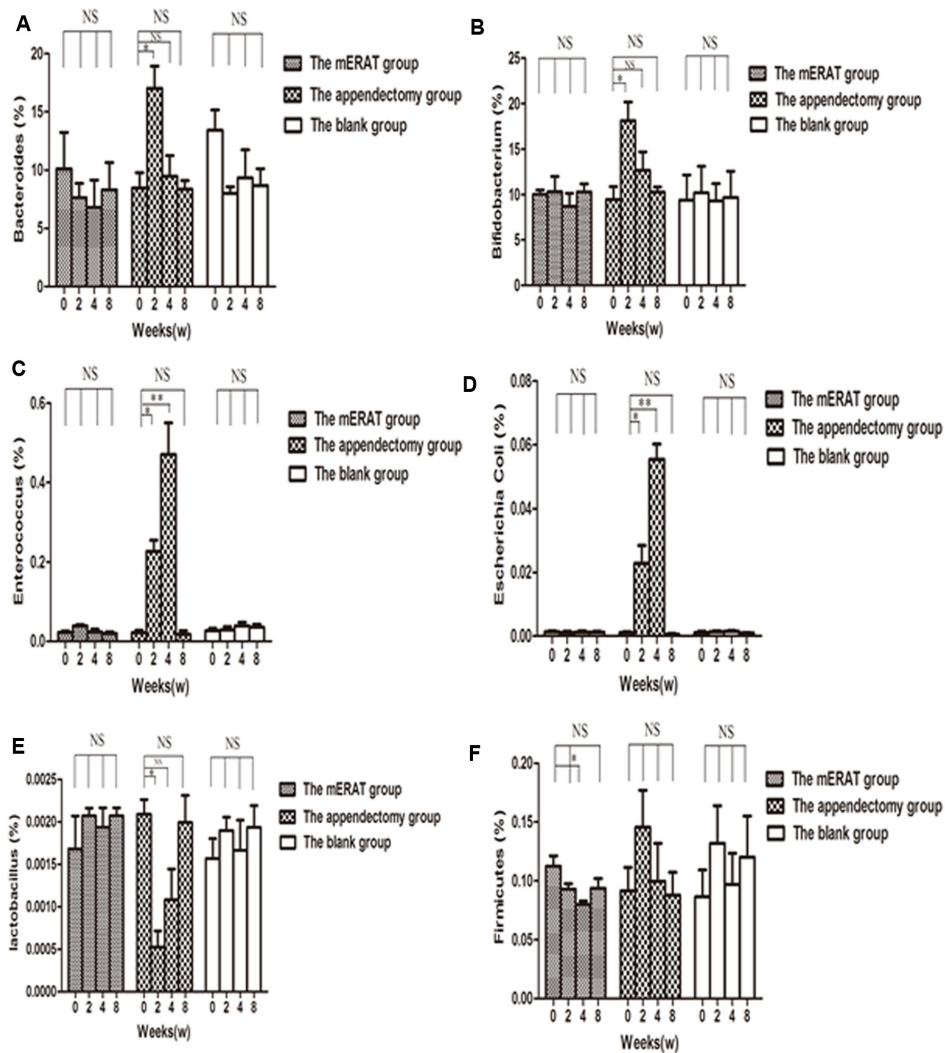 A
NS
NS
NS
NS
*
20
15
10
5
0
Bacteroides (%)
0 2 4 8 0 2 4 8 0 2 4 8
Weeks(w)
The mERAT group
The appendectomy group
The blank group
B
NS
NS
NS
NS
*
25
20
15
10
5
0
Bifidobacterium (%)
0 2 4 8 0 2 4 8 0 2 4 8
Weeks(w)
The mERAT group
The appendectomy group
The blank group
C
NS
NS
NS
**
*
0.6
0.4
0.2
0.0
Enterococcus (%)
0 2 4 8 0 2 4 8 0 2 4 8
Weeks(w)
The mERAT group
The appendectomy group
The blank group
D
NS
NS
NS
**
*
0.08
0.06
0.04
0.02
0.00
Escherichia Coli (%)
0 2 4 8 0 2 4 8 0 2 4 8
Weeks(w)
The mERAT group
The appendectomy group
The blank group
E
NS
NS
NS
NS
*
0.0025
0.0020
0.0015
0.0010
0.0005
0.0000
lactobacillus (%)
0 2 4 8 0 2 4 8 0 2 4 8
Weeks(w)
The mERAT group
The appendectomy group
The blank group
F
NS
NS
NS
*
0.20
0.15
0.10
0.05
0.00
Firmicutes (%)
0 2 4 8 0 2 4 8 0 2 4 8
Weeks(w)
The mERAT group
The appendectomy group
The blank group